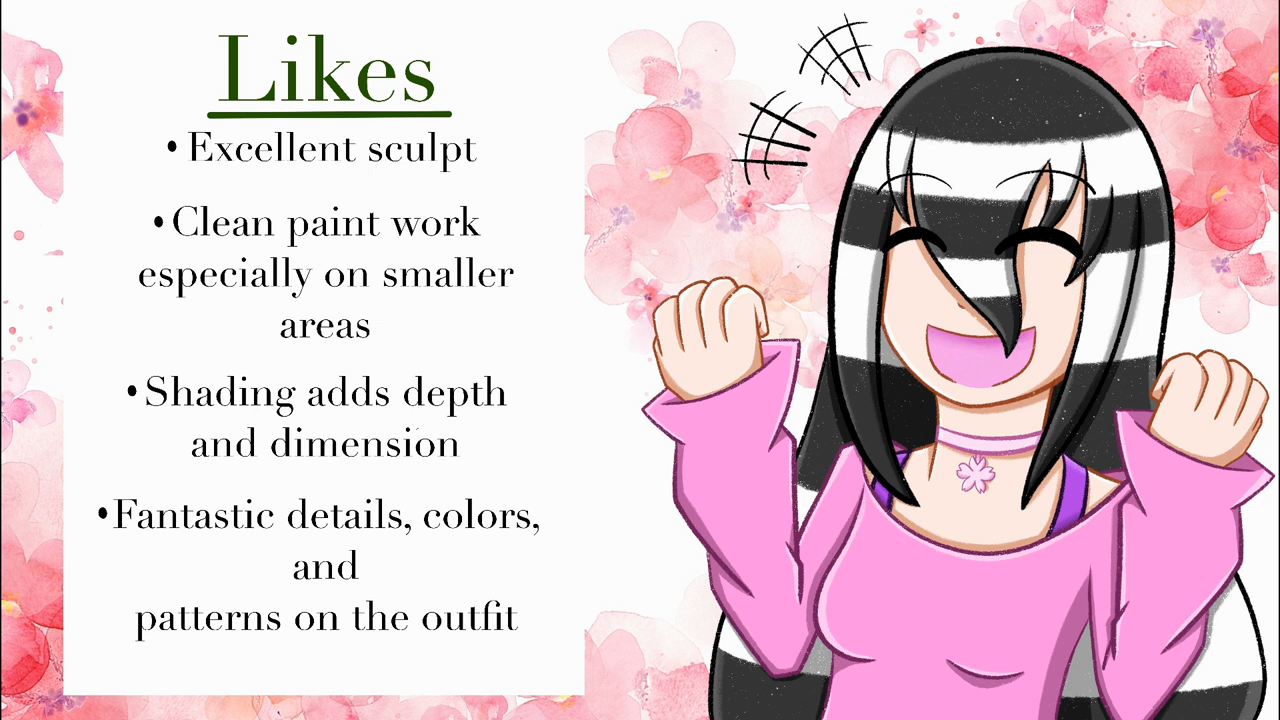 Likes
• Excellent sculpt
• Clean paint work
especially on smaller
areas
• Shading adds depth
and dimension
• Fantastic details, colors,
and
patterns on the outfit